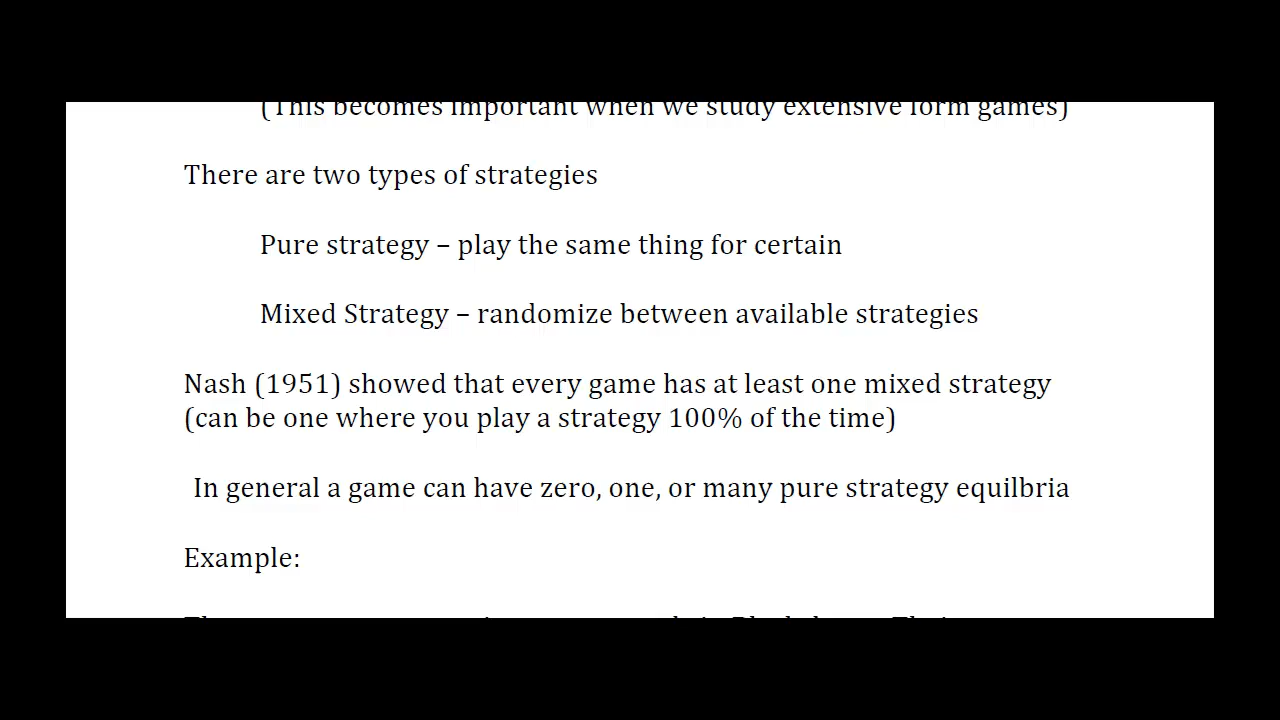 (This becomes important when we study extensive form games)
There are two types of strategies
Pure strategy – play the same thing for certain
Mixed Strategy – randomize between available strategies
Nash (1951) showed that every game has at least one mixed strategy
(can be one where you play a strategy 100% of the time)
In general a game can have zero, one, or many pure strategy equilbria
Example: